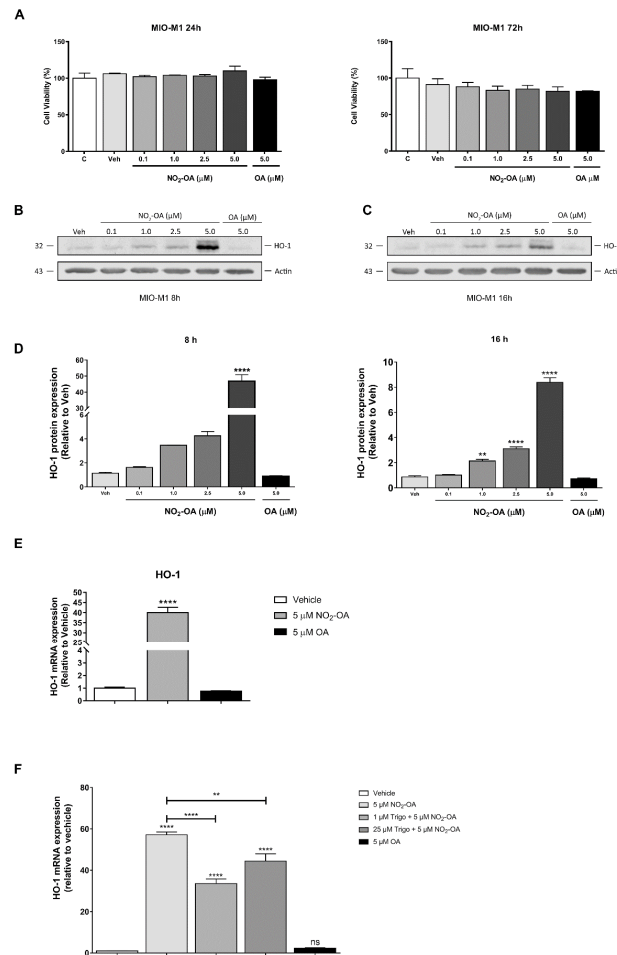 A
MIO-M1 24h
Cell Viability (%)
150
100
50
0
C
Veh
0.1
1.0
2.5
5.0
5.0
NO₂-OA (μM)
OA (μM)
MIO-M1 72h
Cell Viability (%)
150
100
50
0
C
Veh
0.1
1.0
2.5
5.0
5.0
NO₂-OA (μM)
OA μM
B
NO₂-OA (μM)
OA (μM)
Veh 0.1 1.0 2.5 5.0 5.0
32
HO-1
43
Actin
MIO-M1 8h
C
NO₂-OA (μM)
OA (μM)
Veh 0.1 1.0 2.5 5.0 5.0
32
HO-
43
Actin
MIO-M1 16h
D
8 h
HO-1 protein expression
(Relative to Veh)
60
50
40
30
20
10
6
4
2
0
****
Veh 0.1 1.0 2.5 5.0 5.0
NO₂-OA (μM)
OA (μM)
16 h
HO-1 protein expression
(Relative to Veh)
10
8
6
4
2
0
**
****
****
Veh 0.1 1.0 2.5 5.0 5.0
NO₂-OA (μM)
OA (μM)
E
HO-1
HO-1 mRNA expression
(Relative to Vehicle)
50
45
40
35
30
25
5
4
3
2
1
0
****
Vehicle
5 μM NO₂-OA
5 μM OA
F
HO-1 mRNA expression
(relative to vechicle)
80
60
40
20
0
**
****
****
****
****
ns
Vehicle
5 μM NO₂-OA
1 μM Trigo + 5 μM NO₂-OA
25 μM Trigo + 5 μM NO₂-OA
5 μM OA